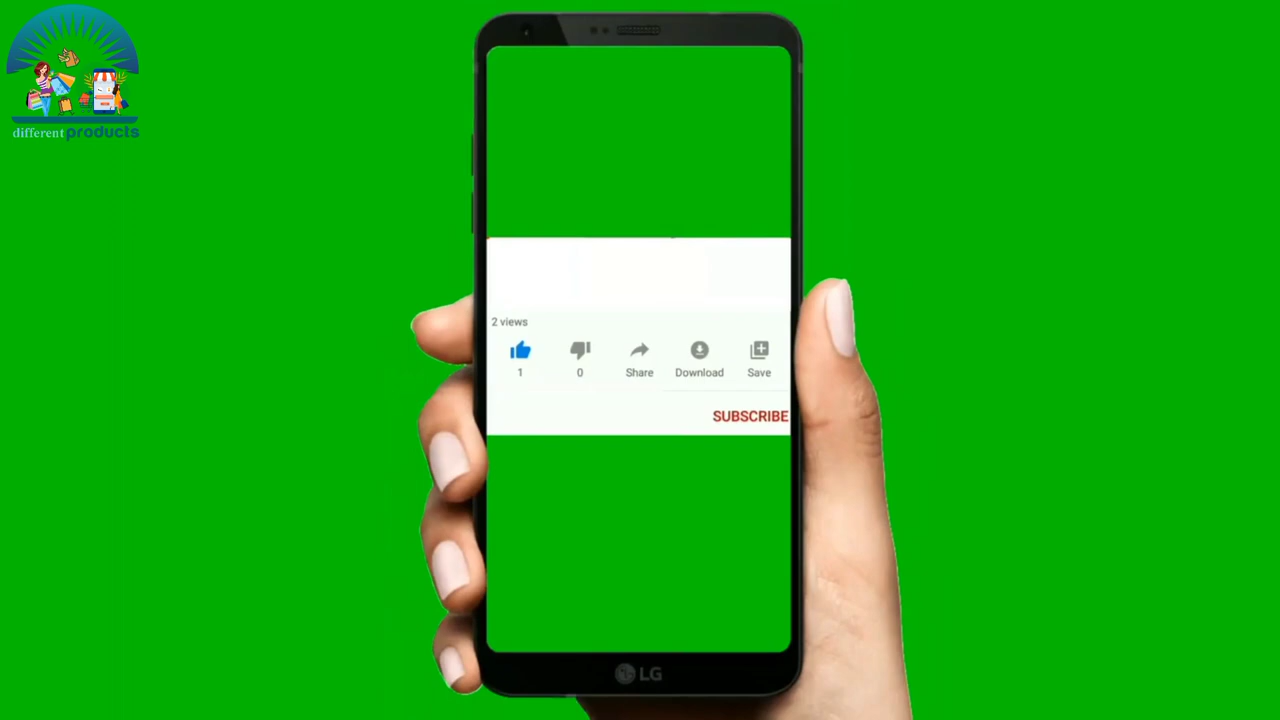 different products
2 views
1
0
Share
Download
Save
SUBSCRIBE
LG